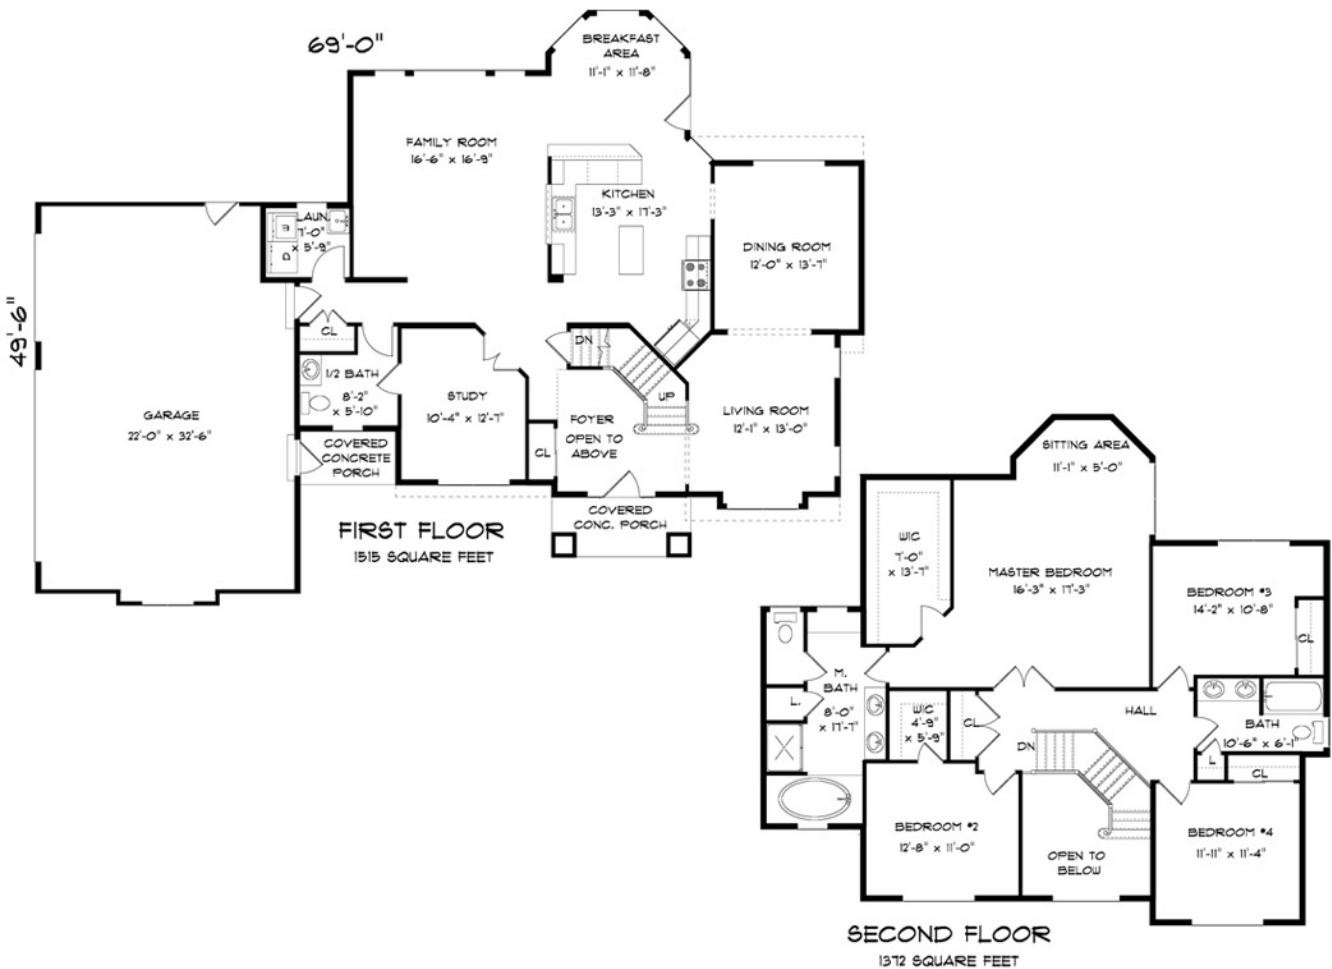 69'-0"
BREAKFAST
AREA
11'-1" x 11'-8"
FAMILY ROOM
16'-6" x 16'-9"
KITCHEN
13'-3" x 17'-3"
LAUN.
7'-0"
x 5'-9"
W
D
DINING ROOM
12'-0" x 13'-7"
49'-6"
CL
DN
1/2 BATH
8'-2"
x 5'-10"
STUDY
10'-4" x 12'-7"
UP
GARAGE
22'-0" x 32'-6"
FOYER
OPEN TO
ABOVE
LIVING ROOM
12'-1" x 13'-0"
CL
COVERED
CONCRETE
PORCH
COVERED
CONC. PORCH
FIRST FLOOR
1515 SQUARE FEET
SITTING AREA
11'-1" x 5'-0"
WIC
7'-0"
x 13'-7"
MASTER BEDROOM
16'-3" x 17'-3"
BEDROOM #3
14'-2" x 10'-8"
CL
M.
BATH
8'-0"
x 17'-7"
L.
WIC
4'-9"
x 5'-9"
CL
HALL
DN
BATH
10'-6" x 6'-1"
L
CL
BEDROOM #2
12'-8" x 11'-0"
OPEN TO
BELOW
BEDROOM #4
11'-11" x 11'-4"
SECOND FLOOR
1372 SQUARE FEET